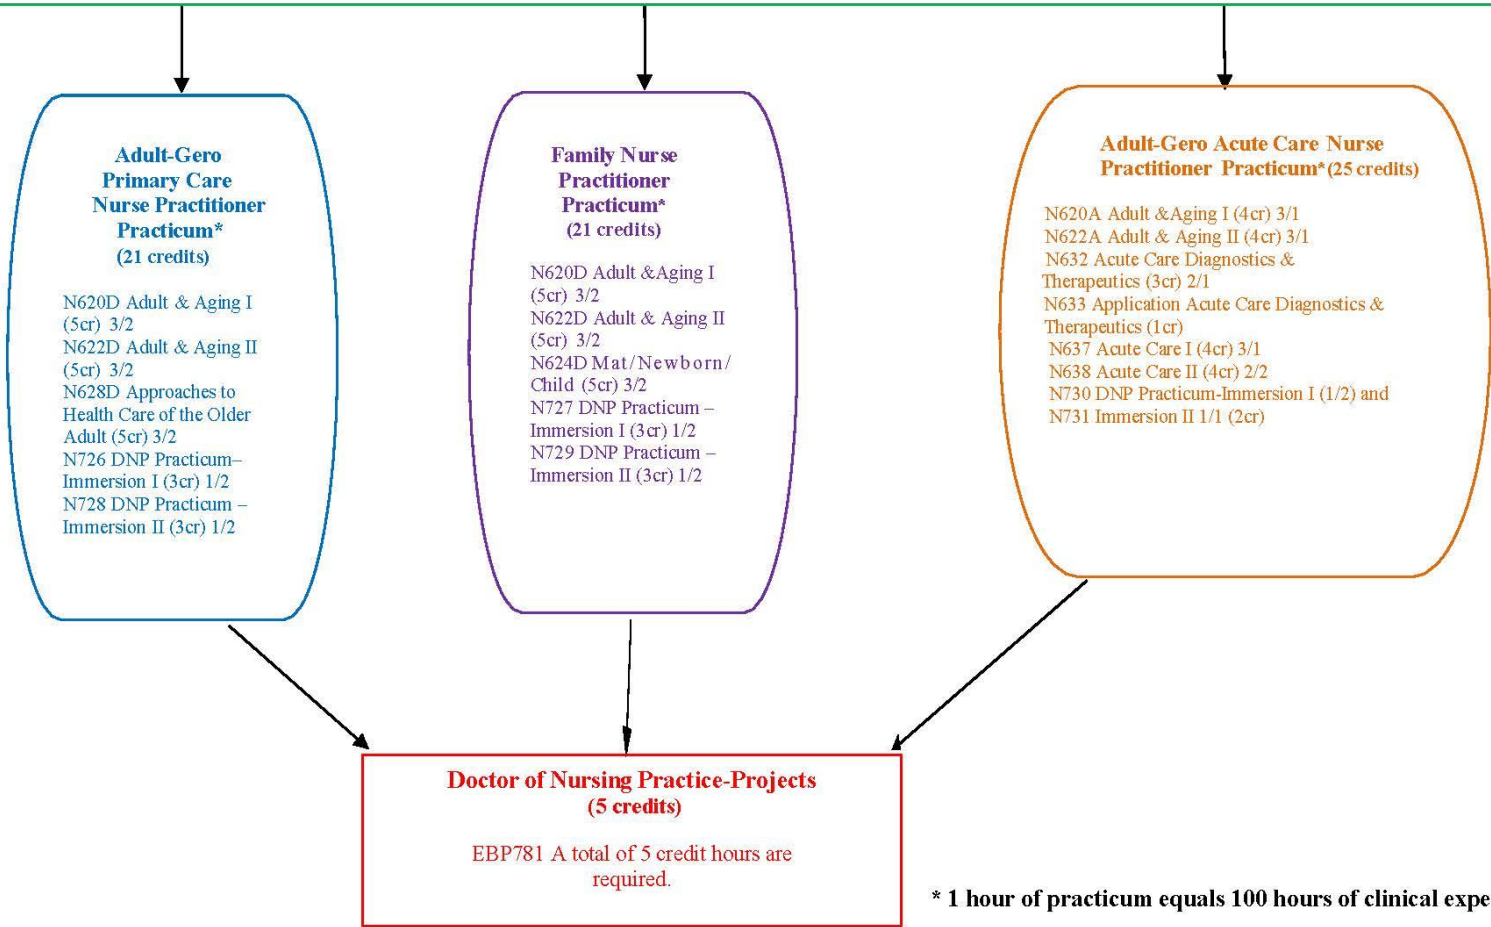 Adult-Gero
Primary Care
Nurse Practitioner
Practicum*
(21 credits)
N620D Adult & Aging I
(5cr) 3/2
N622D Adult & Aging II
(5cr) 3/2
N628D Approaches to
Health Care of the Older
Adult (5cr) 3/2
N726 DNP Practicum–
Immersion I (3cr) 1/2
N728 DNP Practicum –
Immersion II (3cr) 1/2
Family Nurse
Practitioner
Practicum*
(21 credits)
N620D Adult &Aging I
(5cr) 3/2
N622D Adult & Aging II
(5cr) 3/2
N624D Mat/Newborn/
Child (5cr) 3/2
N727 DNP Practicum –
Immersion I (3cr) 1/2
N729 DNP Practicum –
Immersion II (3cr) 1/2
Adult-Gero Acute Care Nurse
Practitioner Practicum* (25 credits)
N620A Adult &Aging I (4cr) 3/1
N622A Adult & Aging II (4cr) 3/1
N632 Acute Care Diagnostics &
Therapeutics (3cr) 2/1
N633 Application Acute Care Diagnostics &
Therapeutics (1cr)
N637 Acute Care I (4cr) 3/1
N638 Acute Care II (4cr) 2/2
N730 DNP Practicum-Immersion I (1/2) and
N731 Immersion II 1/1 (2cr)
Doctor of Nursing Practice-Projects
(5 credits)
EBP781 A total of 5 credit hours are
required.
* 1 hour of practicum equals 100 hours of clinical expe